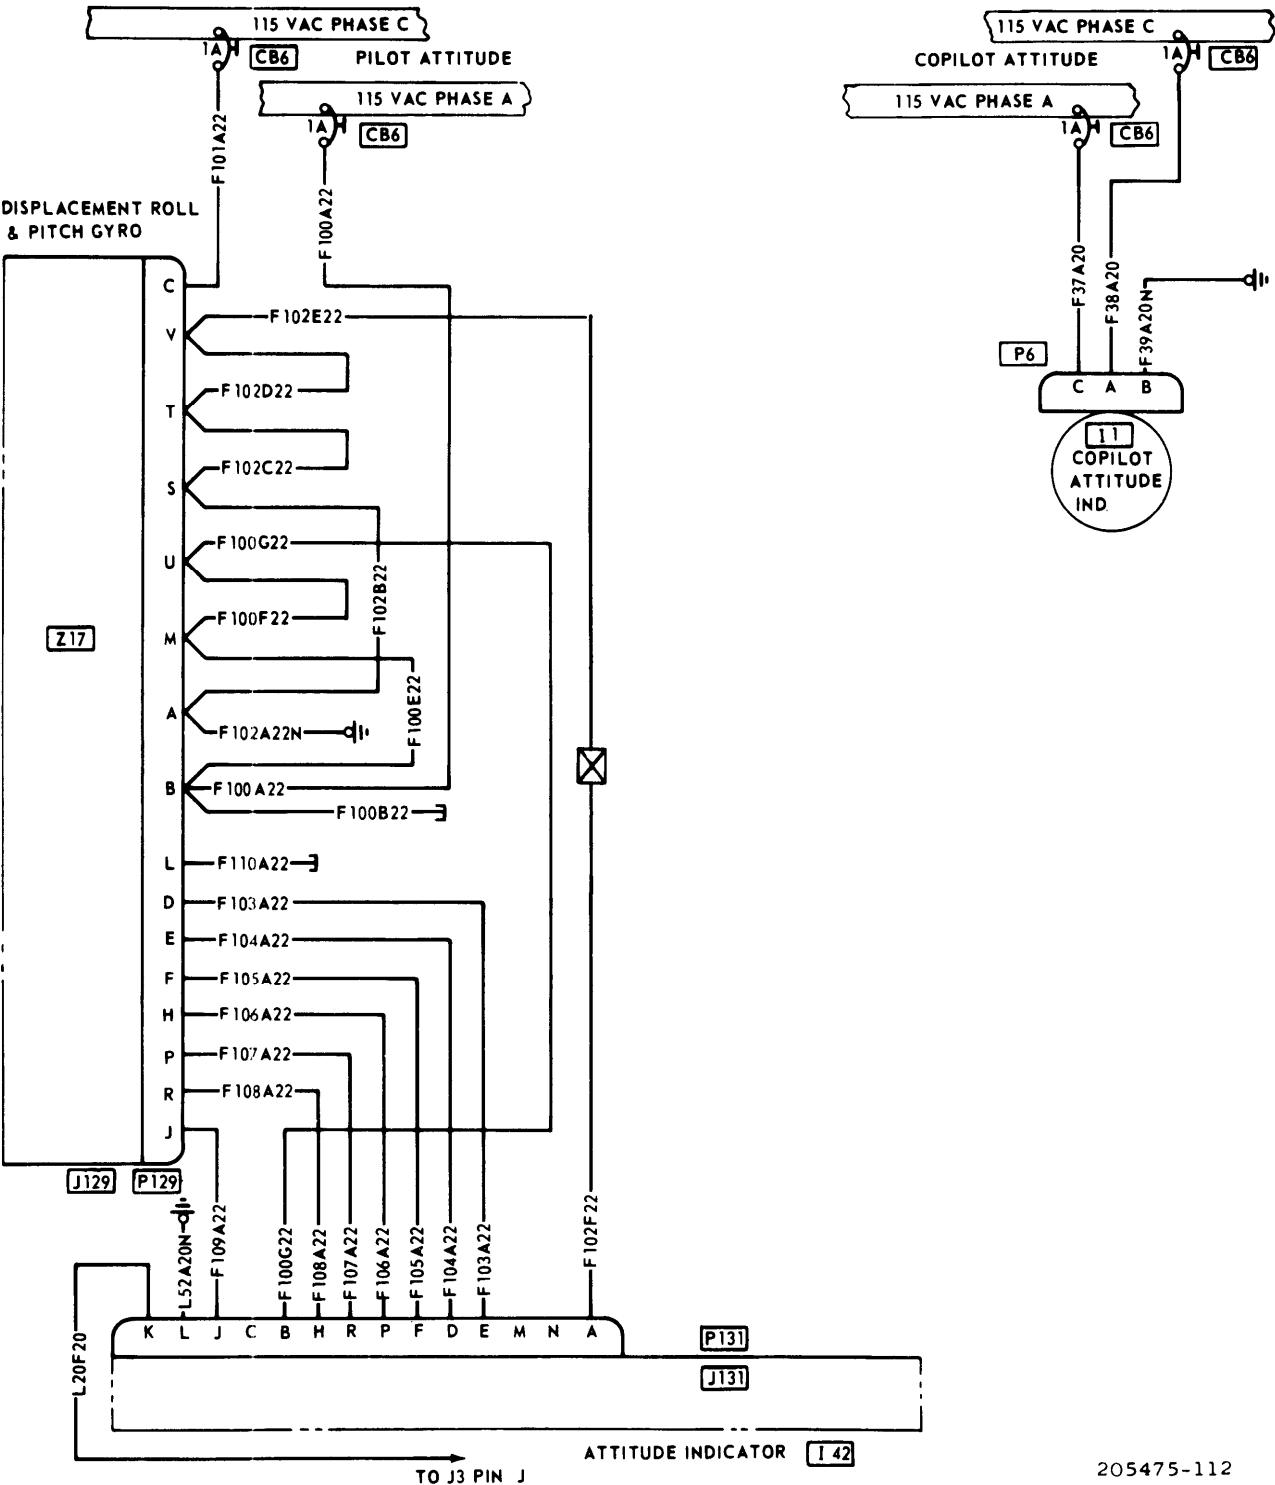 115 VAC PHASE C
1A
CB6
PILOT ATTITUDE
115 VAC PHASE A
1A
CB6
F101A22
F100A22
115 VAC PHASE C
1A
CB6
COPILOT ATTITUDE
115 VAC PHASE A
1A
CB6
F37A20
F38A20
F39A20N
P6
C A B
I1
COPILOT
ATTITUDE
IND.
DISPLACEMENT ROLL
& PITCH GYRO
C
V
F102E22
F102D22
T
F102C22
S
F100G22
U
F102B22
F100F22
M
Z17
F100E22
A
F102A22N
B
F100A22
F100B22
L
F110A22
D
F103A22
E
F104A22
F
F105A22
H
F106A22
P
F107A22
R
F108A22
J
J129
P129
L52A20N
F109A22
F100G22
F108A22
F107A22
F106A22
F105A22
F104A22
F103A22
F102F22
K L J C B H R P F D E M N A
P131
J131
L20F20
ATTITUDE INDICATOR
I 42
TO J3 PIN J
205475-112